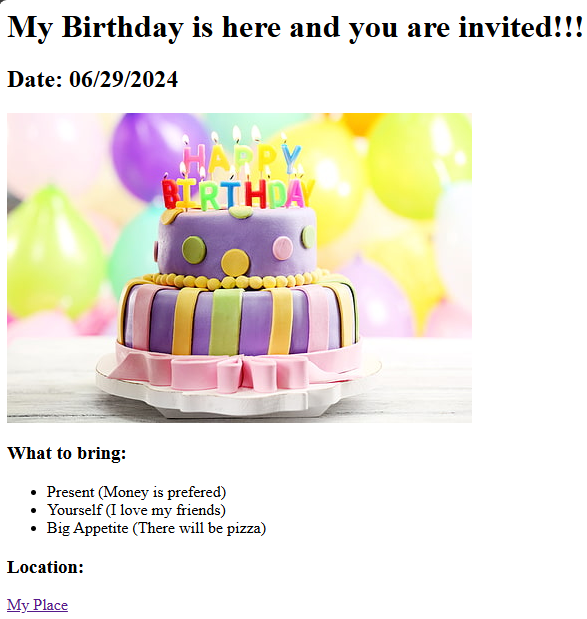 My Birthday is here and you are invited!!!
Date: 06/29/2024
HAPPY
BIRTHDAY
What to bring:
Present (Money is prefered)
Yourself (I love my friends)
Big Appetite (There will be pizza)
Location:
My Place